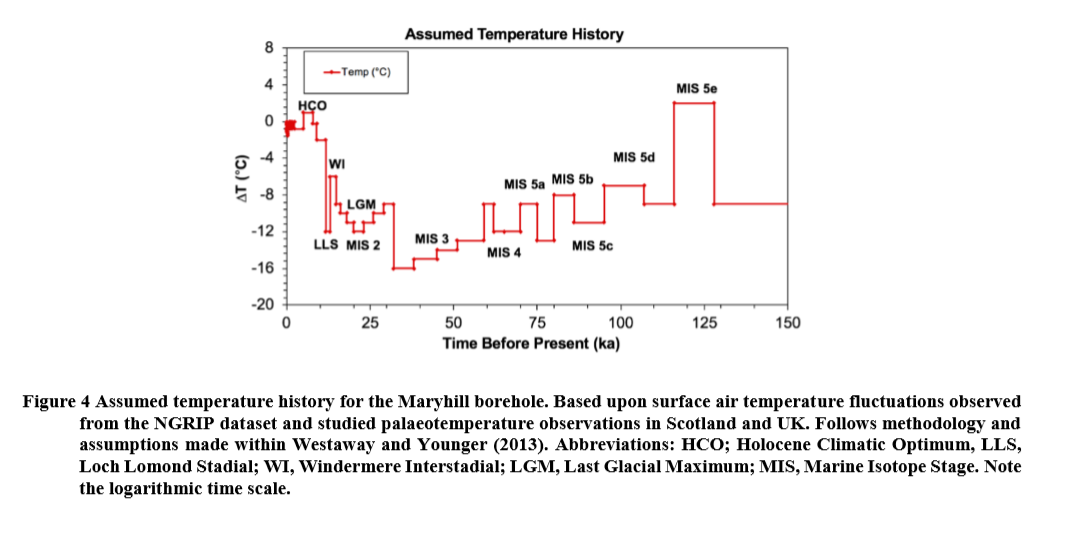 Assumed Temperature History
8
4
0
-4
-8
-12
-16
-20
ΔT (°C)
Temp (°C)
HCO
WI
LGM
LLS MIS 2
MIS 3
MIS 4
MIS 5a
MIS 5b
MIS 5c
MIS 5d
MIS 5e
0 25 50 75 100 125 150
Time Before Present (ka)
Figure 4 Assumed temperature history for the Maryhill borehole. Based upon surface air temperature fluctuations observed
from the NGRIP dataset and studied palaeotemperature observations in Scotland and UK. Follows methodology and
assumptions made within Westaway and Younger (2013). Abbreviations: HCO; Holocene Climatic Optimum, LLS,
Loch Lomond Stadial; WI, Windermere Interstadial; LGM, Last Glacial Maximum; MIS, Marine Isotope Stage. Note
the logarithmic time scale.